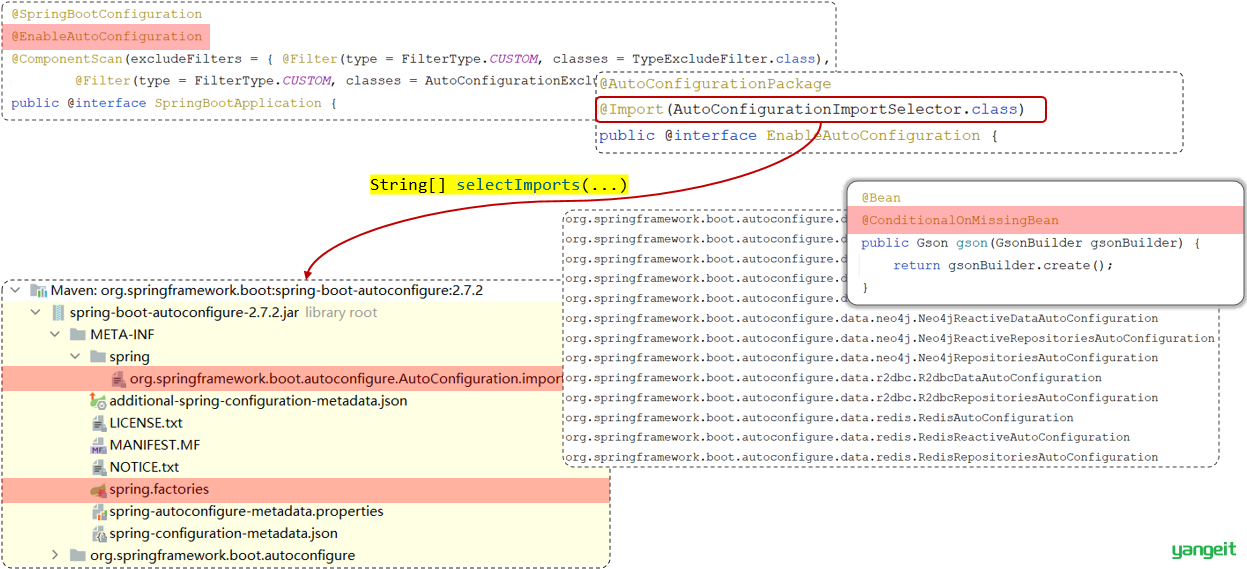 @SpringBootConfiguration
@EnableAutoConfiguration
@ComponentScan(excludeFilters = { @Filter(type = FilterType.CUSTOM, classes = TypeExcludeFilter.class),
@Filter(type = FilterType.CUSTOM, classes = AutoConfigurationExcl
public @interface SpringBootApplication {
@AutoConfigurationPackage
@Import(AutoConfigurationImportSelector.class)
public @interface EnableAutoConfiguration {
String[] selectImports(...)
@Bean
@ConditionalOnMissingBean
public Gson gson(GsonBuilder gsonBuilder) {
return gsonBuilder.create();
}
org.springframework.boot.autoconfigure.d
org.springframework.boot.autoconfigure.d
org.springframework.boot.autoconfigure.d
org.springframework.boot.autoconfigure.d
org.springframework.boot.autoconfigure.d
org.springframework.boot.autoconfigure.data.neo4j.Neo4jReactiveDataAutoConfiguration
org.springframework.boot.autoconfigure.data.neo4j.Neo4jReactiveRepositoriesAutoConfiguration
org.springframework.boot.autoconfigure.data.neo4j.Neo4jRepositoriesAutoConfiguration
org.springframework.boot.autoconfigure.data.r2dbc.R2dbcDataAutoConfiguration
org.springframework.boot.autoconfigure.data.r2dbc.R2dbcRepositoriesAutoConfiguration
org.springframework.boot.autoconfigure.data.redis.RedisAutoConfiguration
org.springframework.boot.autoconfigure.data.redis.RedisReactiveAutoConfiguration
org.springframework.boot.autoconfigure.data.redis.RedisRepositoriesAutoConfiguration
Maven: org.springframework.boot:spring-boot-autoconfigure:2.7.2
spring-boot-autoconfigure-2.7.2.jar library root
META-INF
spring
org.springframework.boot.autoconfigure.AutoConfiguration.impor
additional-spring-configuration-metadata.json
LICENSE.txt
MANIFEST.MF
NOTICE.txt
spring.factories
spring-autoconfigure-metadata.properties
spring-configuration-metadata.json
org.springframework.boot.autoconfigure
yangeit